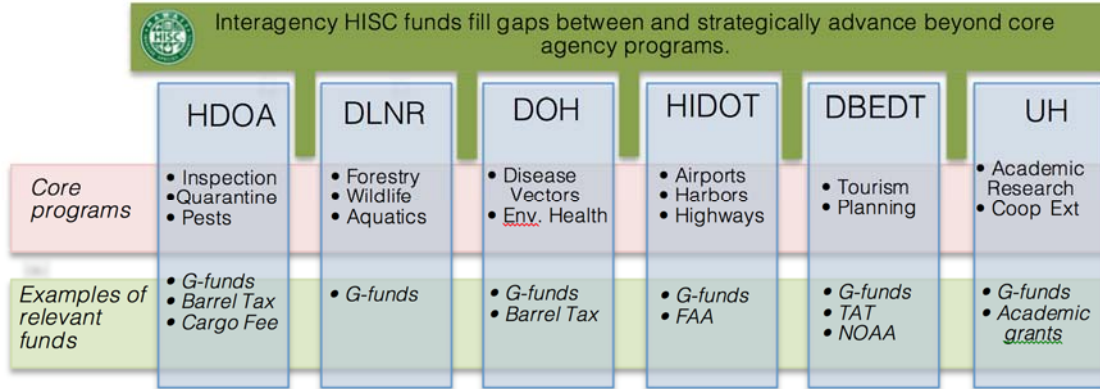 Interagency HISC funds fill gaps between and strategically advance beyond core
agency programs.
HISC
HDOA
DLNR
DOH
HIDOT
DBEDT
UH
Core
programs
• Inspection
•Quarantine
• Pests
• Forestry
• Wildlife
• Aquatics
• Disease
Vectors
• Env. Health
• Airports
• Harbors
• Highways
• Tourism
• Planning
• Academic
Research
• Coop Ext
Examples of
relevant
funds
• G-funds
• Barrel Tax
• Cargo Fee
• G-funds
• G-funds
• Barrel Tax
• G-funds
• FAA
• G-funds
• TAT
• NOAA
• G-funds
• Academic
grants